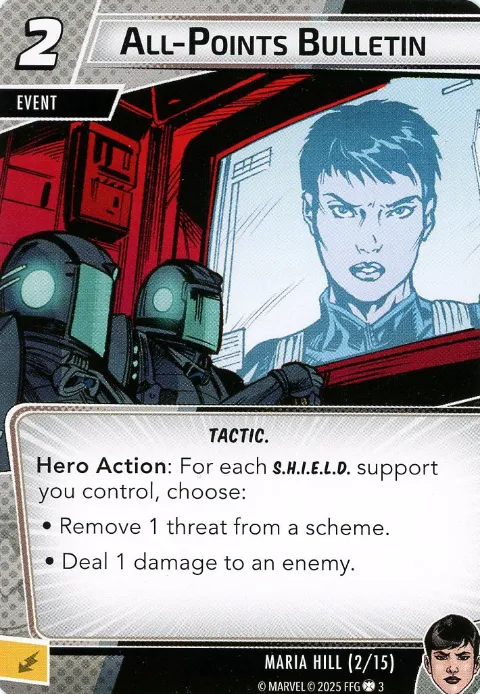 2
ALL-POINTS BULLETIN
EVENT
TACTIC.
Hero Action: For each S.H.I.E.L.D. support
you control, choose:
• Remove 1 threat from a scheme.
• Deal 1 damage to an enemy.
MARIA HILL (2/15)
© MARVEL © 2025 FFG 3